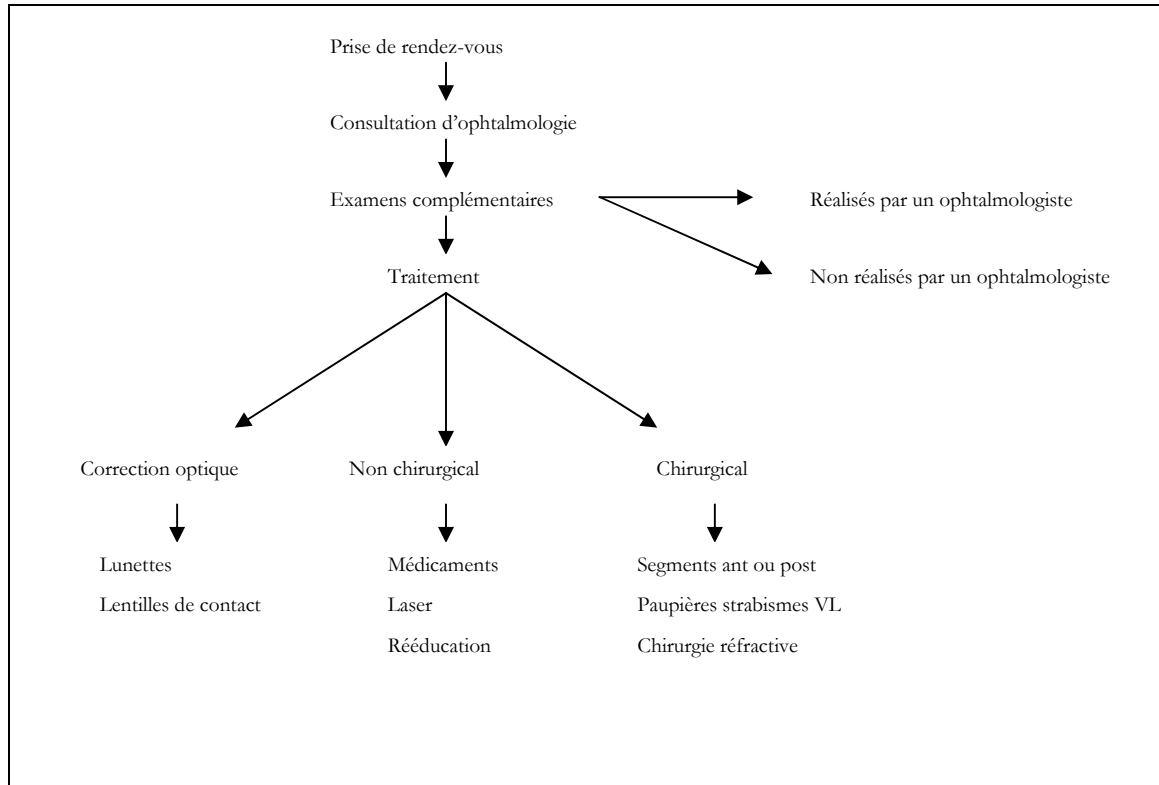 Prise de rendez-vous
Consultation d'ophtalmologie
Examens complémentaires
Réalisés par un ophtalmologiste
Traitement
Non réalisés par un ophtalmologiste
Correction optique
Non chirurgical
Chirurgical
Lunettes
Médicaments
Segments ant ou post
Lentilles de contact
Laser
Paupières strabismes VL
Rééducation
Chirurgie réfractive